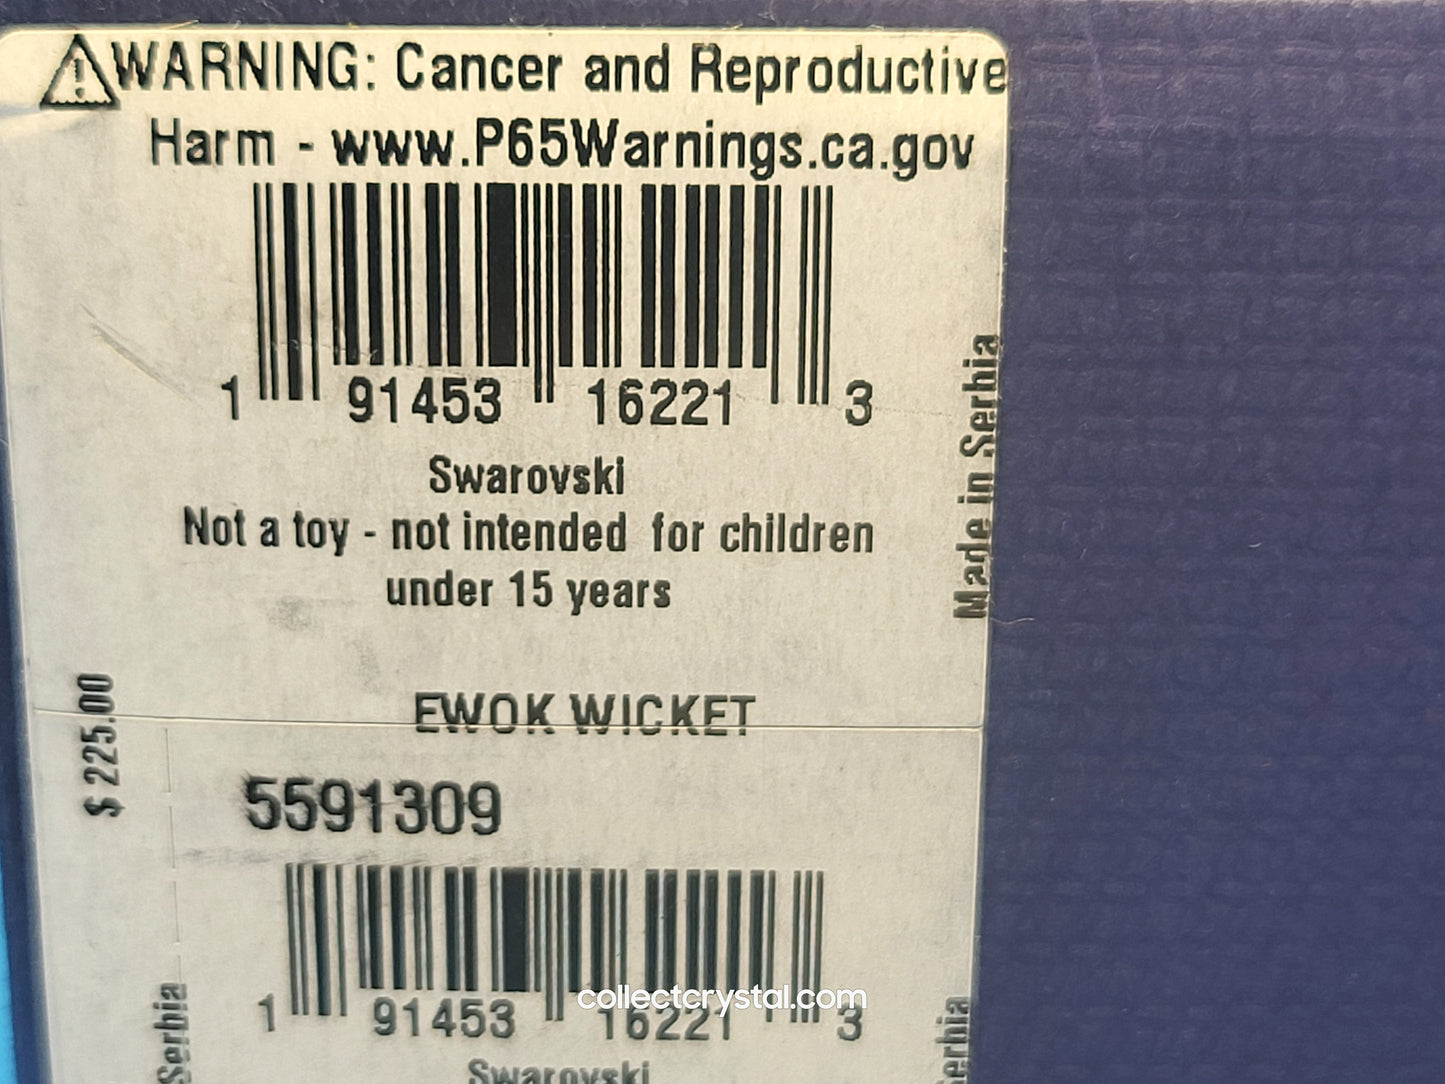 WARNING: Cancer and Reproductive
Harm - www.P65Warnings.ca.gov
1 91453 16221 3
Swarovski
Not a toy - not intended for children
under 15 years
Made in Serbia
EWOK WICKET
$ 225.00
5591309
1 91453 16221 3
collectcrystal.com
Serbia
Serbia
Swarovski